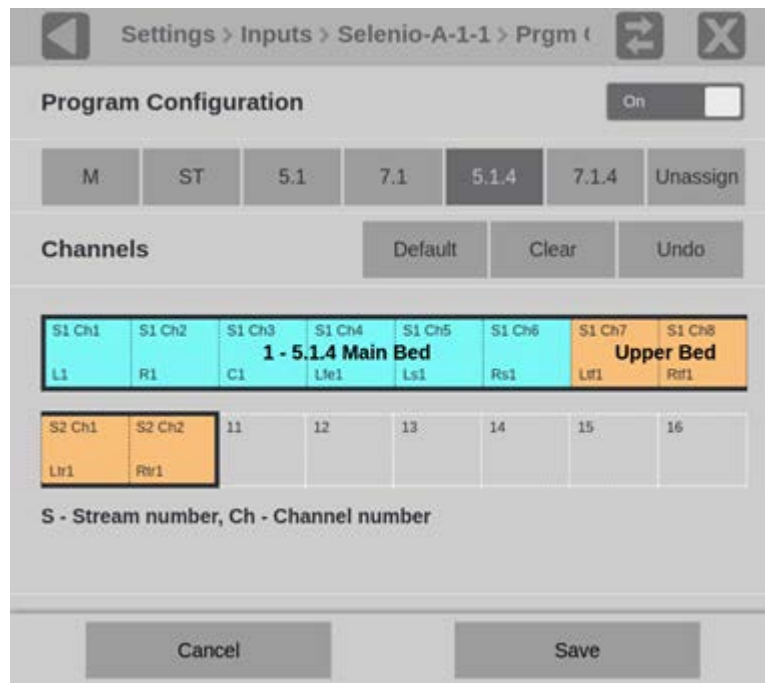 Settings > Inputs > Selenio-A-1-1 > Prgm (
Program Configuration On
M ST 5.1 7.1 5.1.4 7.1.4 Unassign
Channels Default Clear Undo
S1 Ch1 S1 Ch2 S1 Ch3 S1 Ch4 S1 Ch5 S1 Ch6 S1 Ch7 S1 Ch8
1 - 5.1.4 Main Bed Upper Bed
L1 R1 C1 Lfe1 Ls1 Rs1 Ltf1 Rtf1
S2 Ch1 S2 Ch2 11 12 13 14 15 16
Ltr1 Rtr1
S - Stream number, Ch - Channel number
Cancel Save